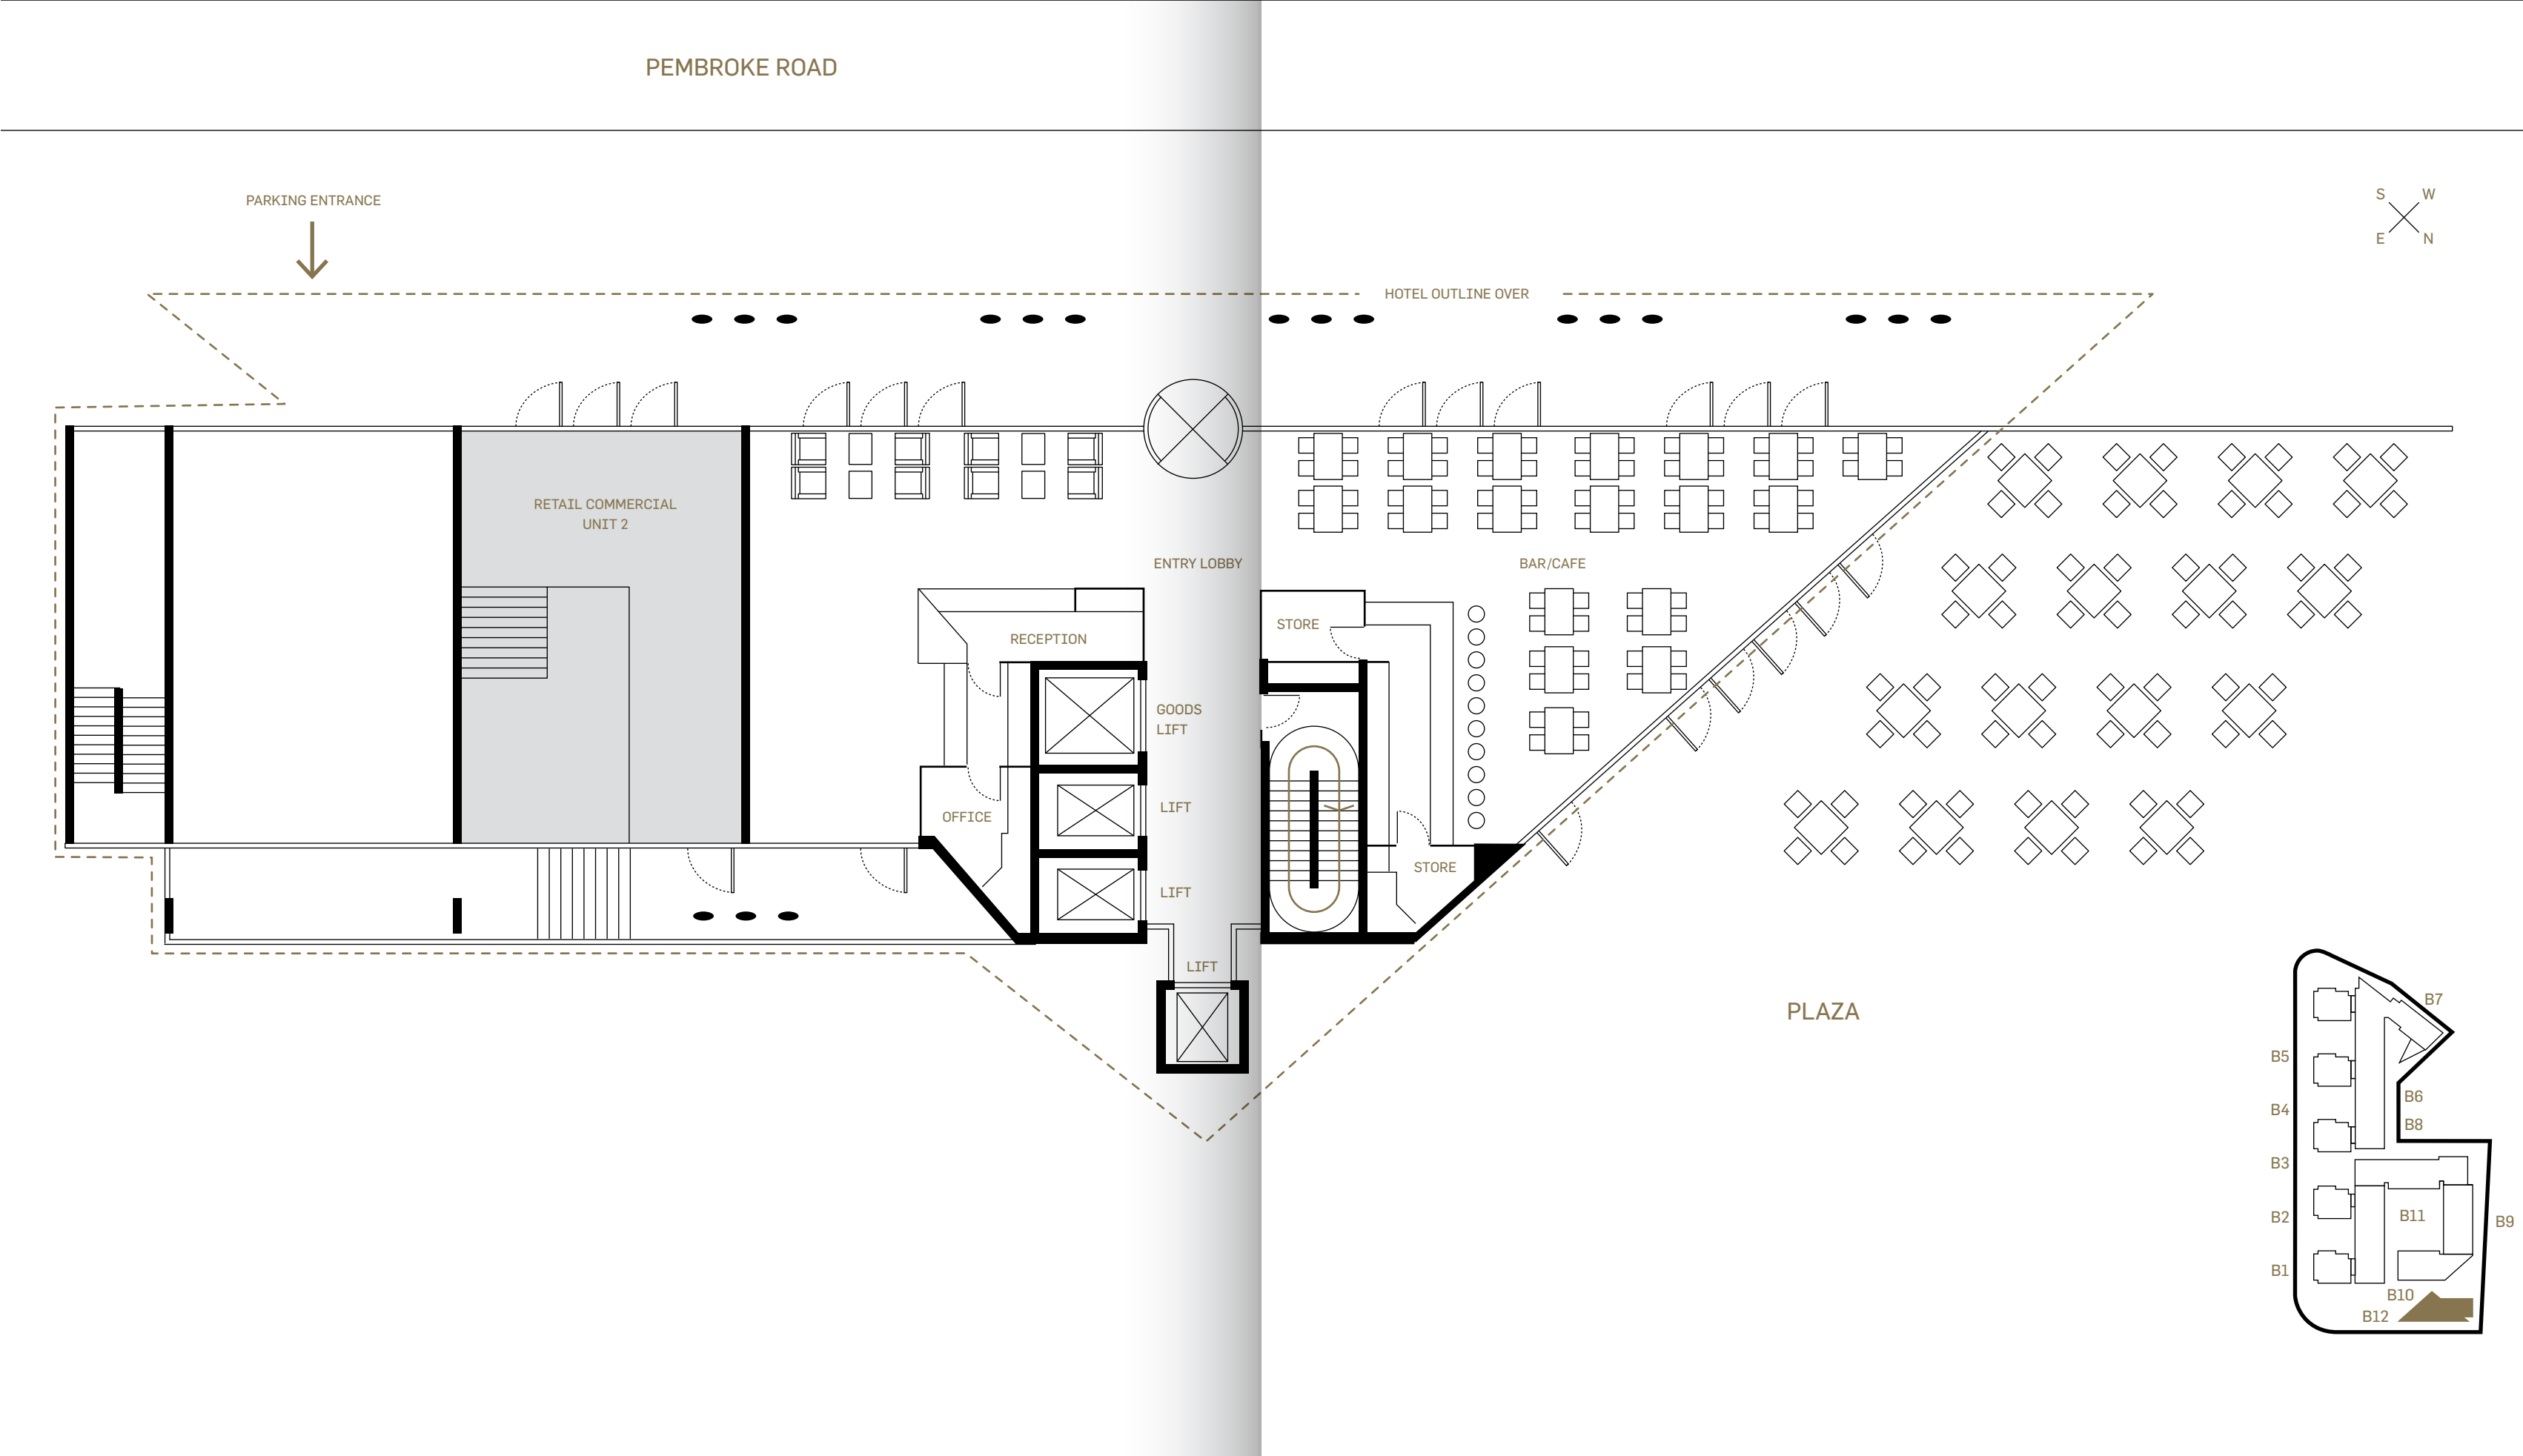 PEMBROKE ROAD
PARKING ENTRANCE
S W
E N
HOTEL OUTLINE OVER
RETAIL COMMERCIAL
UNIT 2
ENTRY LOBBY
BAR/CAFE
STORE
RECEPTION
GOODS
LIFT
LIFT
OFFICE
STORE
LIFT
LIFT
PLAZA
B7
B5
B6
B4
B8
B3
B2
B11
B9
B1
B10
B12